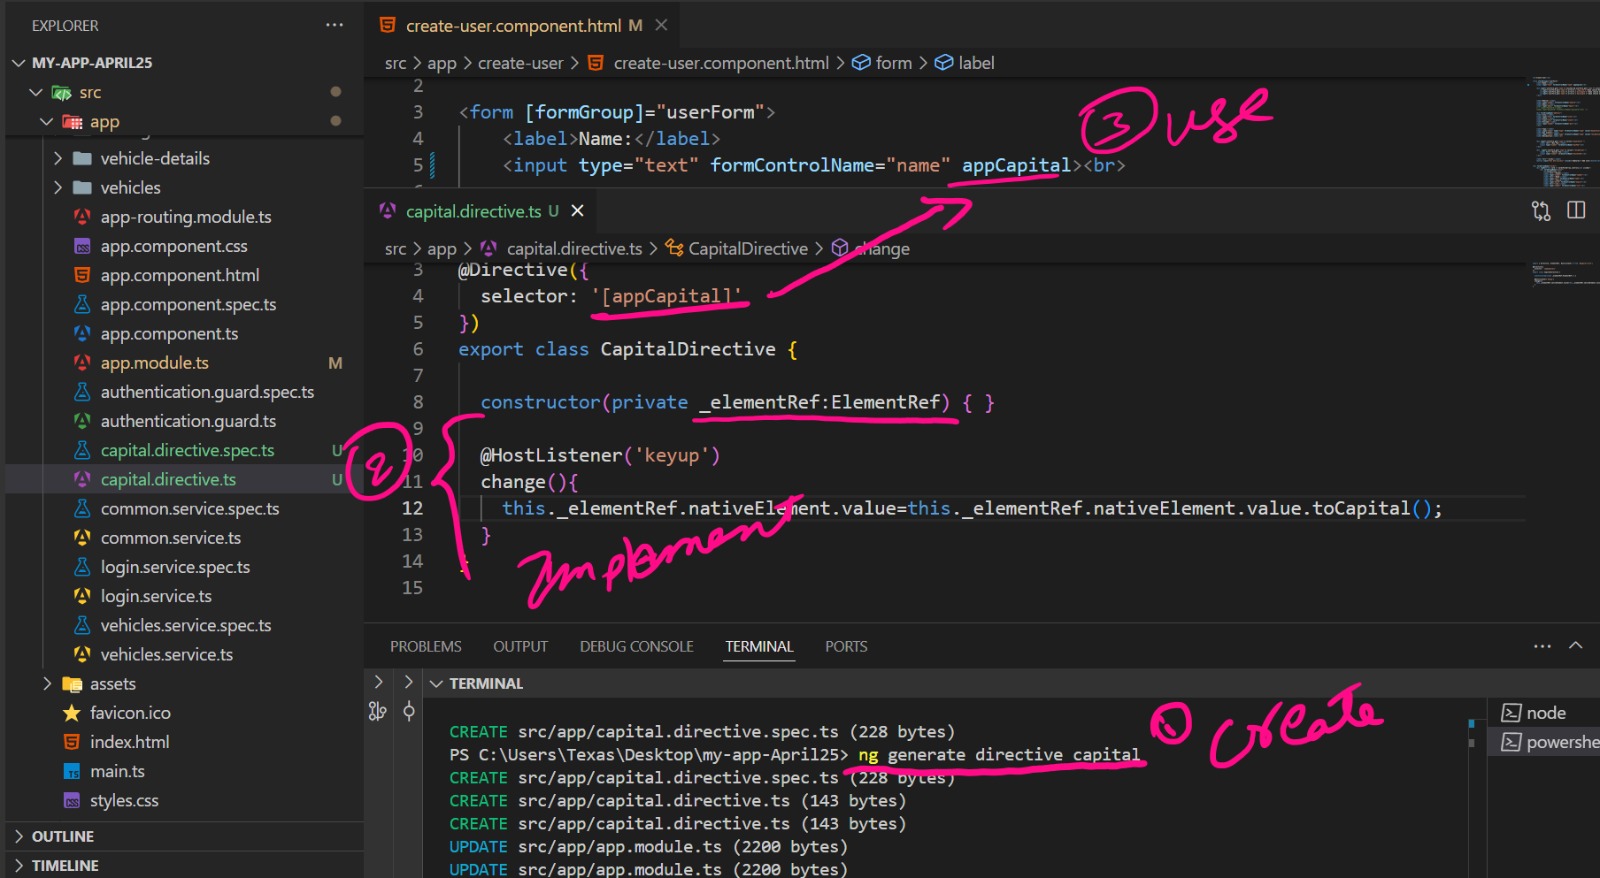 EXPLORER
MY-APP-APRIL25
src
app
vehicle-details
vehicles
app-routing.module.ts
app.component.css
app.component.html
app.component.spec.ts
app.component.ts
app.module.ts M
authentication.guard.spec.ts
authentication.guard.ts
capital.directive.spec.ts U
capital.directive.ts U
common.service.spec.ts
common.service.ts
login.service.spec.ts
login.service.ts
vehicles.service.spec.ts
vehicles.service.ts
assets
favicon.ico
index.html
main.ts
styles.css
OUTLINE
TIMELINE
create-user.component.html M
src > app > create-user > create-user.component.html > form > label
2
3 <form [formGroup]="userForm">
4 <label>Name:</label>
5 <input type="text" formControlName="name" appCapital><br>
3 use
capital.directive.ts U
src > app > capital.directive.ts > CapitalDirective > change
3 @Directive({
4 selector: '[appCapital]'
5 })
6 export class CapitalDirective {
7
8 constructor(private _elementRef:ElementRef) { }
9
10 @HostListener('keyup')
11 change(){
12 this._elementRef.nativeElement.value=this._elementRef.nativeElement.value.toCapital();
13 }
14
15
2 Implement
PROBLEMS OUTPUT DEBUG CONSOLE TERMINAL PORTS
TERMINAL
CREATE src/app/capital.directive.spec.ts (228 bytes)
PS C:\Users\Texas\Desktop\my-app-April25> ng generate directive capital
CREATE src/app/capital.directive.spec.ts (228 bytes)
CREATE src/app/capital.directive.ts (143 bytes)
CREATE src/app/capital.directive.ts (143 bytes)
UPDATE src/app/app.module.ts (2200 bytes)
UPDATE src/app/app.module.ts (2200 bytes)
1 create
node
powershe